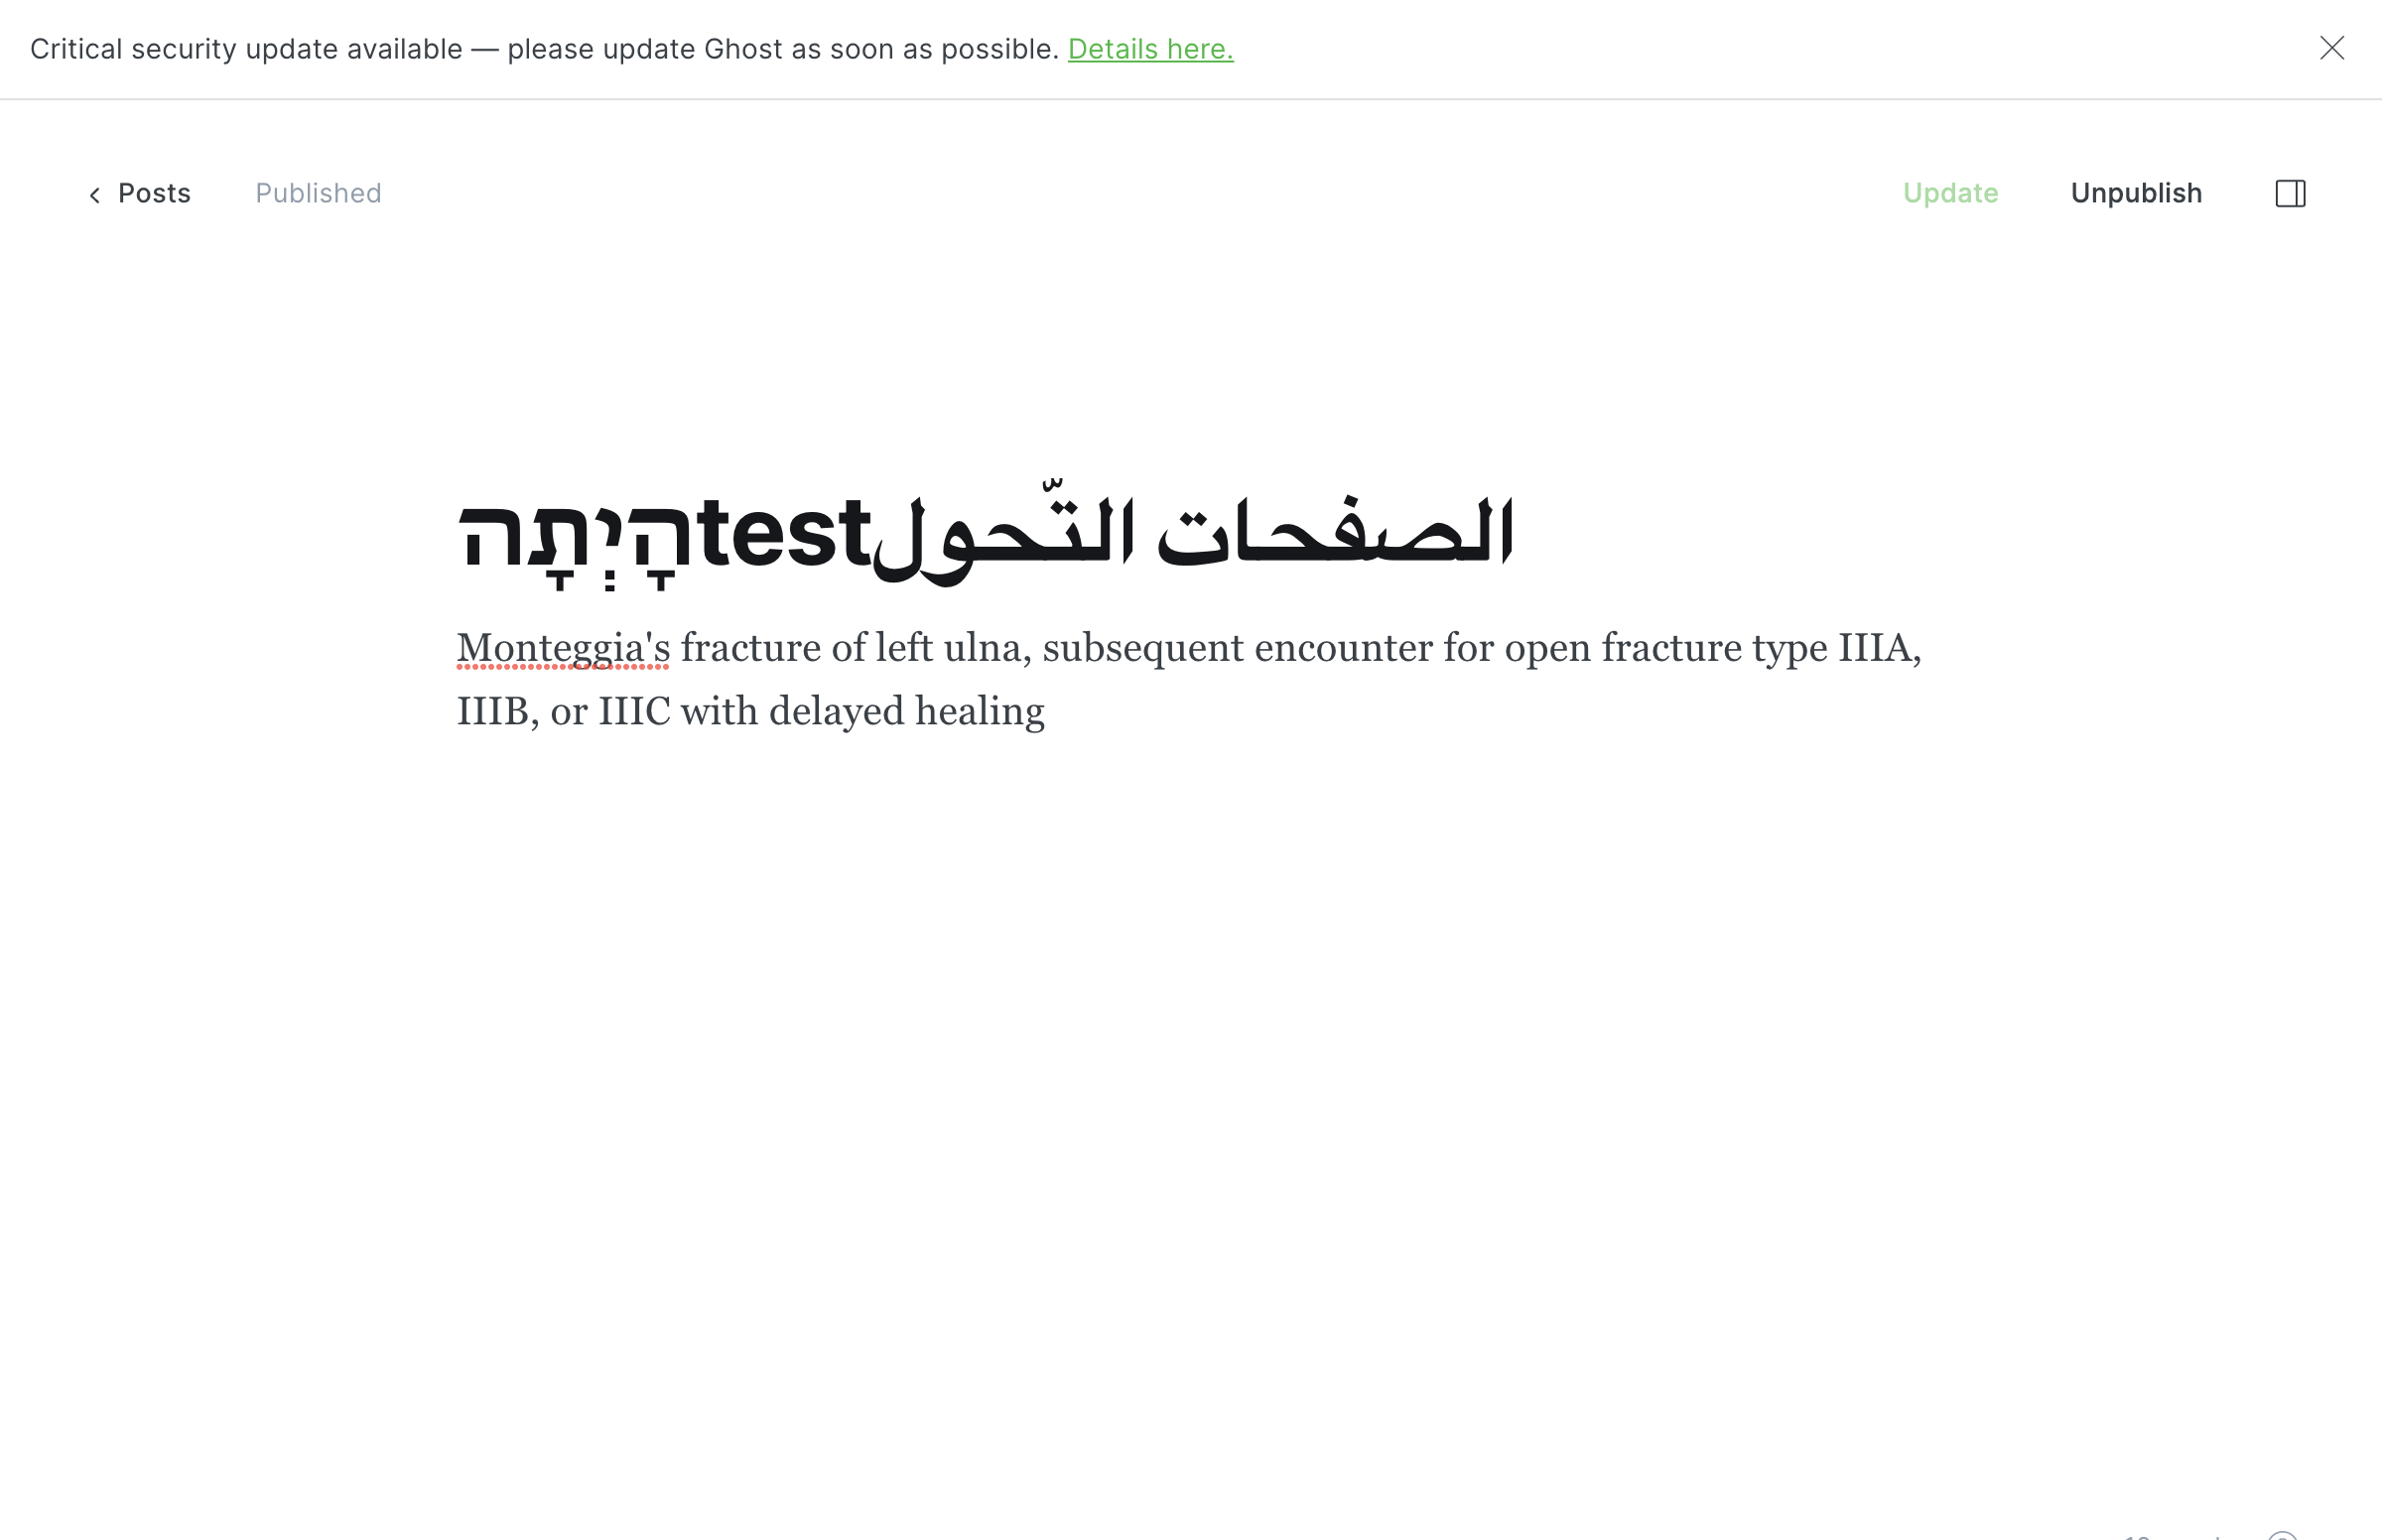 Critical security update available — please update Ghost as soon as possible. Details here.
Posts Published Update Unpublish
הָיְתָהtestالصفحات التّحول
Monteggia's fracture of left ulna, subsequent encounter for open fracture type IIIA,
IIIB, or IIIC with delayed healing